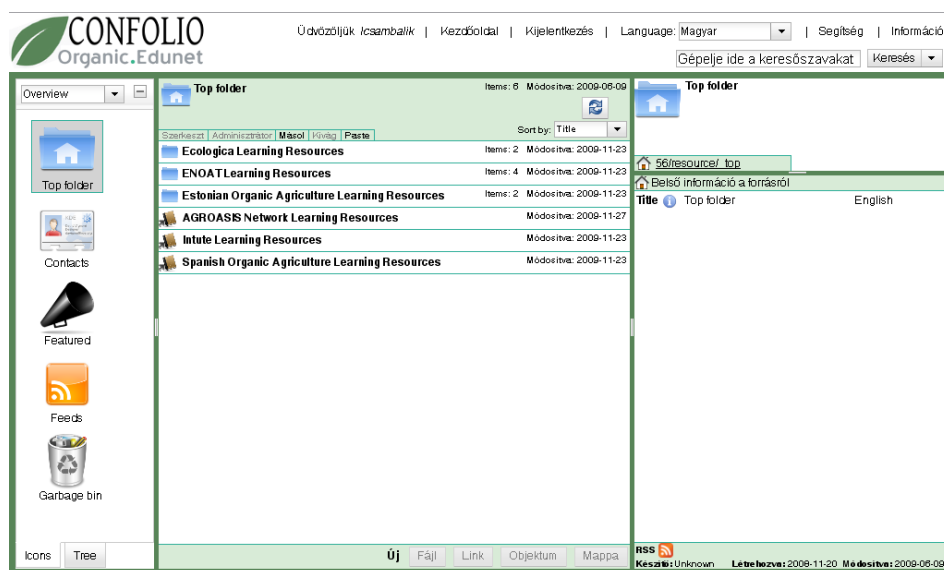 CONFOLIO
Organic.Edunet
Üdvözöljük Icsambalik | Kezdőoldal | Kijelentkezés | Language: Magyar | Segítség | Információ
Gépelje ide a keresőszavakat Keresés
Overview
Top folder
Contacts
Featured
Feeds
Garbage bin
Icons Tree
Top folder Items: 6 Módosítva: 2009-06-09
Sort by: Title
Szerkeszt Adminisztrátor Másol Kivág Paste
Ecologica Learning Resources Items: 2 Módosítva: 2009-11-23
ENOAT Learning Resources Items: 4 Módosítva: 2009-11-23
Estonian Organic Agriculture Learning Resources Items: 2 Módosítva: 2009-11-23
AGROASIS Network Learning Resources Módosítva: 2009-11-27
Intute Learning Resources Módosítva: 2009-11-23
Spanish Organic Agriculture Learning Resources Módosítva: 2009-11-23
Új Fájl Link Objektum Mappa
Top folder
56/resource/_top
Belső információ a forrásról
Title Top folder English
RSS
Készítő: Unknown Létrehozva: 2008-11-20 Módosítva: 2009-06-09